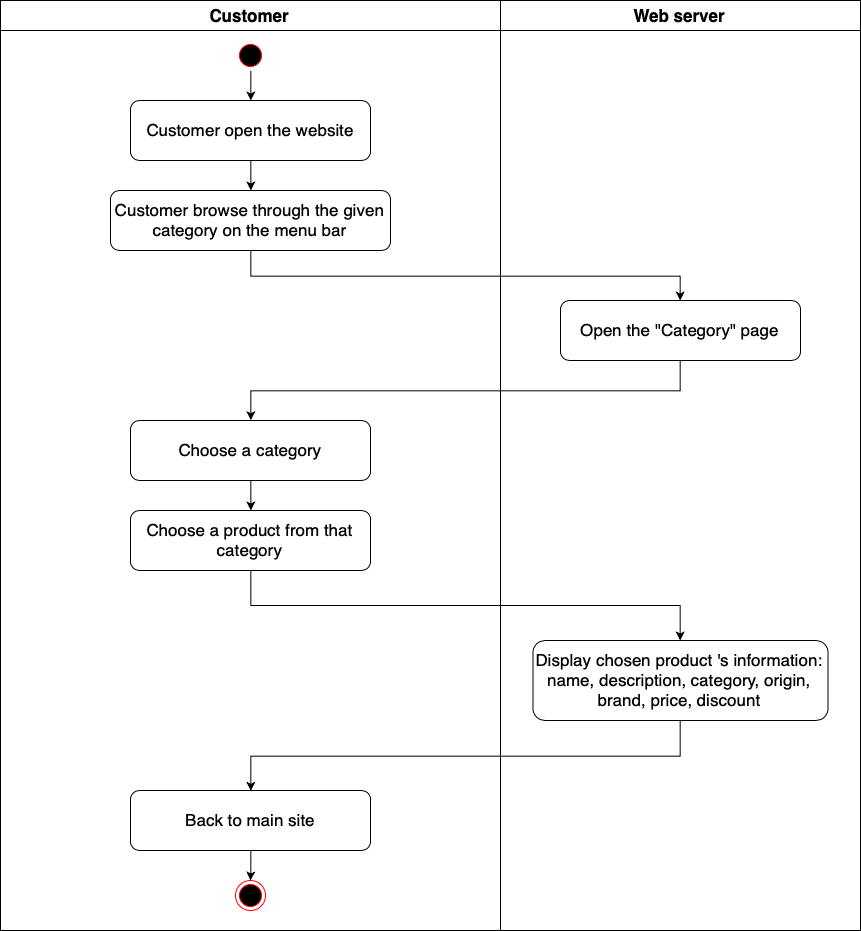 Customer
Web server
Customer open the website
Customer browse through the given
category on the menu bar
Open the "Category" page
Choose a category
Choose a product from that
category
Display chosen product 's information:
name, description, category, origin,
brand, price, discount
Back to main site